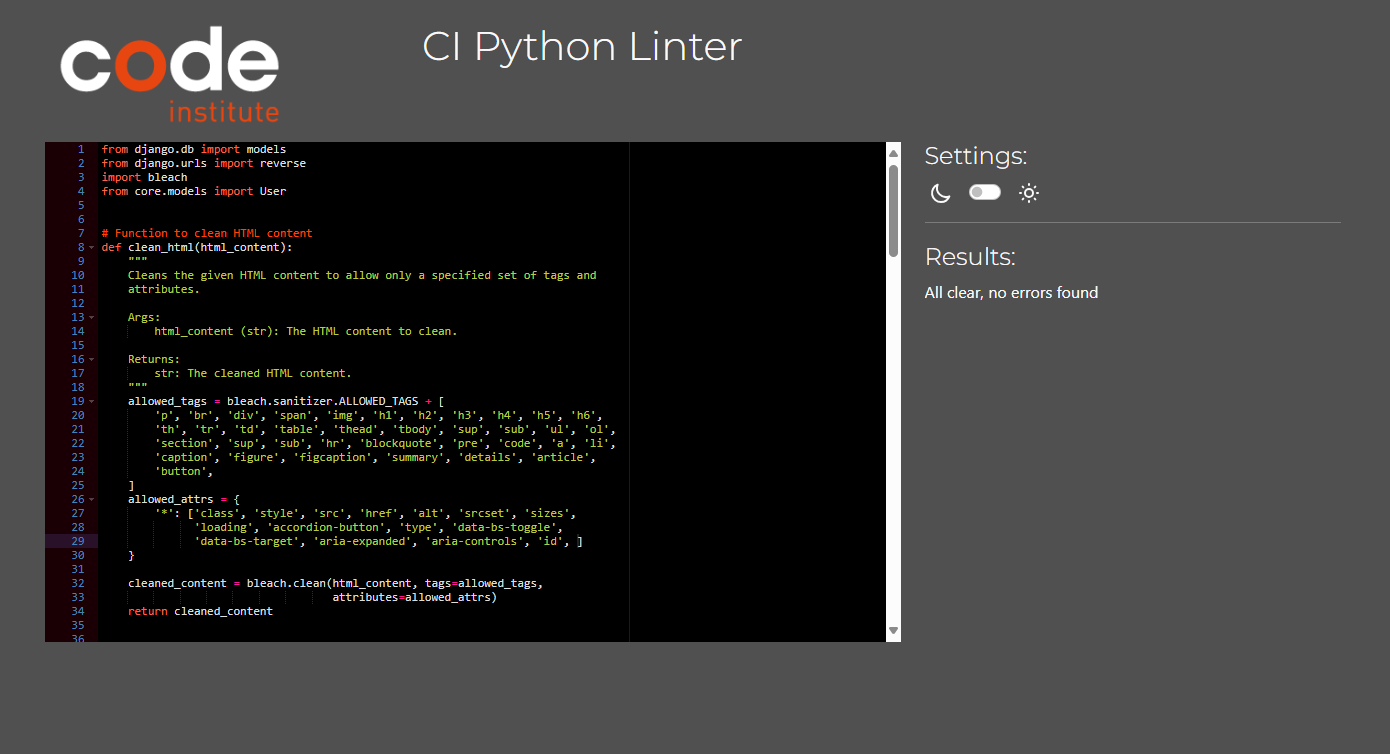 code
institute
CI Python Linter
1 from django.db import models
2 from django.urls import reverse
3 import bleach
4 from core.models import User
5
6
7 # Function to clean HTML content
8 def clean_html(html_content):
9     """
10     Cleans the given HTML content to allow only a specified set of tags and
11     attributes.
12
13     Args:
14         html_content (str): The HTML content to clean.
15
16     Returns:
17         str: The cleaned HTML content.
18     """
19     allowed_tags = bleach.sanitizer.ALLOWED_TAGS + [
20         'p', 'br', 'div', 'span', 'img', 'h1', 'h2', 'h3', 'h4', 'h5', 'h6',
21         'th', 'tr', 'td', 'table', 'thead', 'tbody', 'sup', 'sub', 'ul', 'ol',
22         'section', 'sup', 'sub', 'hr', 'blockquote', 'pre', 'code', 'a', 'li',
23         'caption', 'figure', 'figcaption', 'summary', 'details', 'article',
24         'button',
25     ]
26     allowed_attrs = {
27         '*': ['class', 'style', 'src', 'href', 'alt', 'srcset', 'sizes',
28               'loading', 'accordion-button', 'type', 'data-bs-toggle',
29               'data-bs-target', 'aria-expanded', 'aria-controls', 'id', ]
30     }
31
32     cleaned_content = bleach.clean(html_content, tags=allowed_tags,
33                                    attributes=allowed_attrs)
34     return cleaned_content
35
36
Settings:
Results:
All clear, no errors found